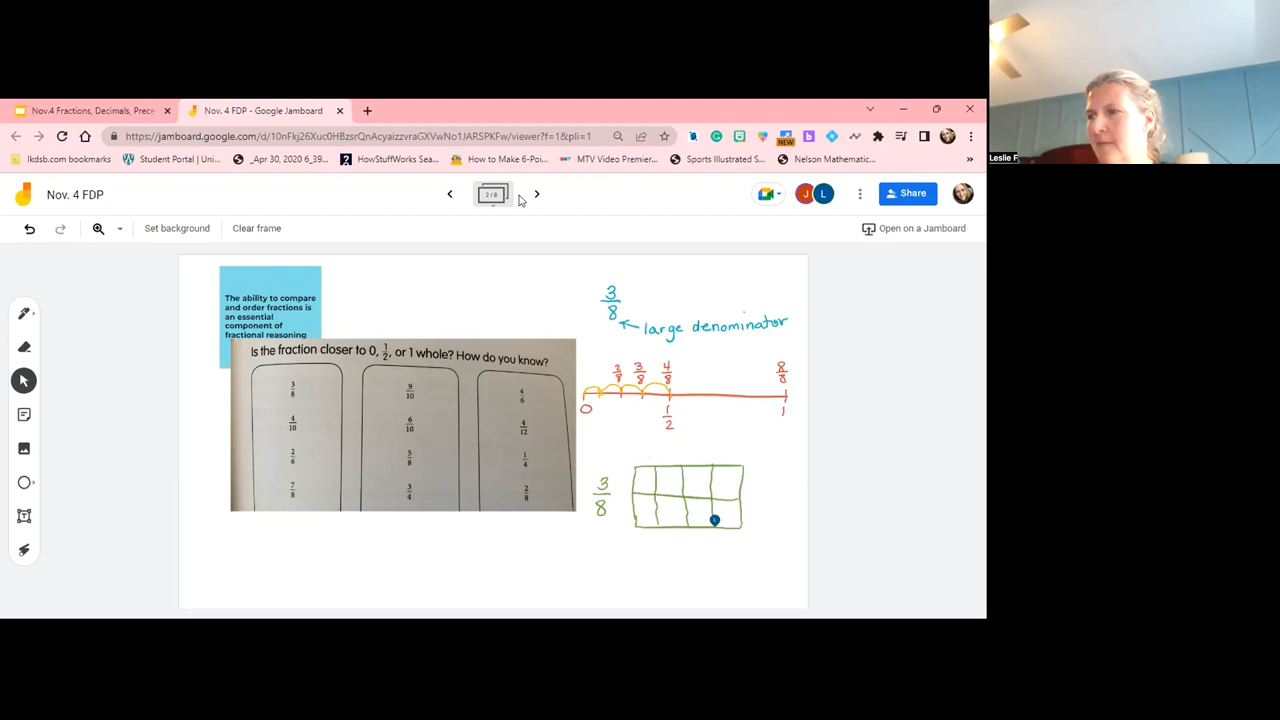 Nov.4 Fractions, Decimals, Prece
Nov. 4 FDP - Google Jamboard
https://jamboard.google.com/d/10nFkj26Xuc0HBzsrQnAcyaizzvraGXVwNo1JARSPKFw/viewer?f=1&pli=1
lkdsb.com bookmarks
Student Portal | Uni...
_Apr 30, 2020 6_39...
HowStuffWorks Sea...
How to Make 6-Poi...
MTV Video Premier...
Sports Illustrated S...
Nelson Mathematic...
»
NEW
Leslie F
Nov. 4 FDP
2 / 8
J
L
Share
Set background
Clear frame
Open on a Jamboard
The ability to compare
and order fractions is
an essential
component of
fractional reasoning
Is the fraction closer to 0, 1/2, or 1 whole? How do you know?
3/8 9/10 4/6
4/10 6/10 4/12
2/6 5/8 1/4
7/8 3/4 2/8
3/8
large denominator
2/8 3/8 4/8 8/8
0 1/2 1
3/8